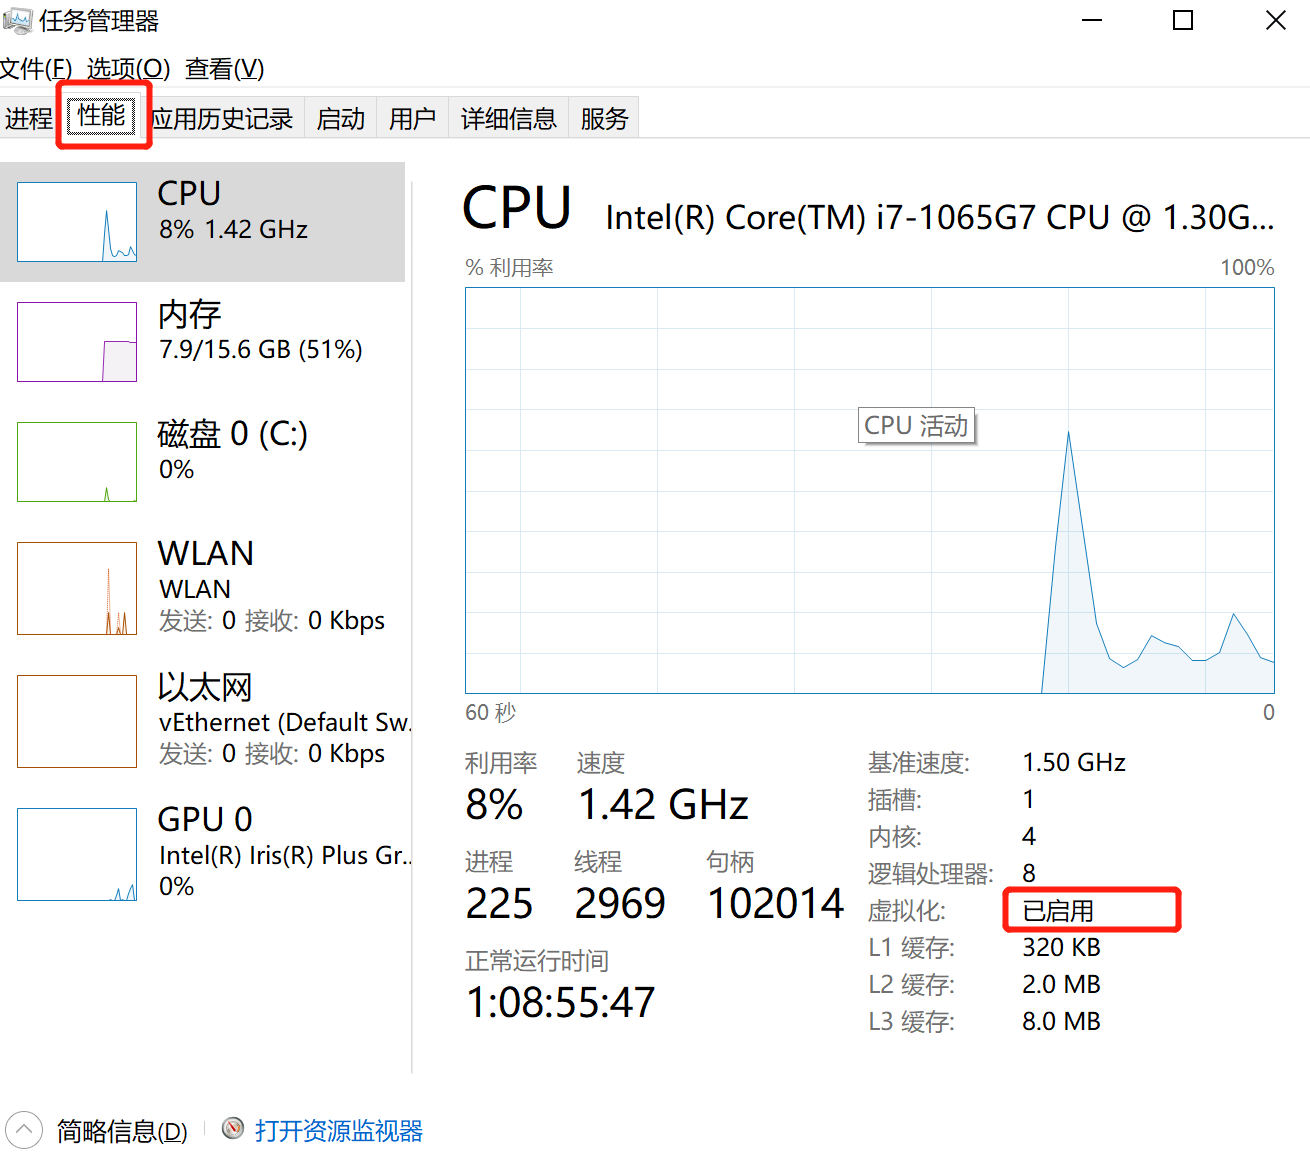 任务管理器
文件(F) 选项(O) 查看(V)
进程 性能 应用历史记录 启动 用户 详细信息 服务
CPU
8% 1.42 GHz
内存
7.9/15.6 GB (51%)
磁盘 0 (C:)
0%
WLAN
WLAN
发送: 0 接收: 0 Kbps
以太网
vEthernet (Default Sw.
发送: 0 接收: 0 Kbps
GPU 0
Intel(R) Iris(R) Plus Gr..
0%
CPU Intel(R) Core(TM) i7-1065G7 CPU @ 1.30G...
% 利用率 100%
CPU 活动
60 秒 0
利用率 速度
8% 1.42 GHz
进程 线程 句柄
225 2969 102014
正常运行时间
1:08:55:47
基准速度: 1.50 GHz
插槽: 1
内核: 4
逻辑处理器: 8
虚拟化: 已启用
L1 缓存: 320 KB
L2 缓存: 2.0 MB
L3 缓存: 8.0 MB
简略信息(D) 打开资源监视器